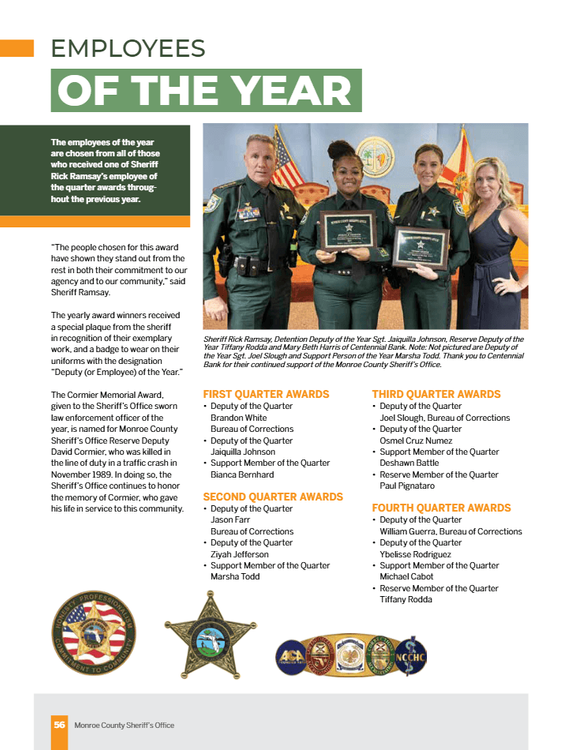 EMPLOYEES
OF THE YEAR
The employees of the year
are chosen from all of those
who received one of Sheriff
Rick Ramsay's employee of
the quarter awards throug-
hout the previous year.
"The people chosen for this award
have shown they stand out from the
rest in both their commitment to our
agency and to our community," said
Sheriff Ramsay.
The yearly award winners received
a special plaque from the sheriff
in recognition of their exemplary
work, and a badge to wear on their
uniforms with the designation
"Deputy (or Employee) of the Year."
The Cormier Memorial Award,
given to the Sheriff's Office sworn
law enforcement officer of the
year, is named for Monroe County
Sheriff's Office Reserve Deputy
David Cormier, who was killed in
the line of duty in a traffic crash in
November 1989. In doing so, the
Sheriff's Office continues to honor
the memory of Cormier, who gave
his life in service to this community.
Sheriff Rick Ramsay, Detention Deputy of the Year Sgt. Jaiquilla Johnson, Reserve Deputy of the
Year Tiffany Rodda and Mary Beth Harris of Centennial Bank. Note: Not pictured are Deputy of
the Year Sgt. Joel Slough and Support Person of the Year Marsha Todd. Thank you to Centennial
Bank for their continued support of the Monroe County Sheriff's Office.
FIRST QUARTER AWARDS
• Deputy of the Quarter
Brandon White
Bureau of Corrections
• Deputy of the Quarter
Jaiquilla Johnson
• Support Member of the Quarter
Bianca Bernhard
SECOND QUARTER AWARDS
• Deputy of the Quarter
Jason Farr
Bureau of Corrections
• Deputy of the Quarter
Ziyah Jefferson
• Support Member of the Quarter
Marsha Todd
THIRD QUARTER AWARDS
• Deputy of the Quarter
Joel Slough, Bureau of Corrections
• Deputy of the Quarter
Osmel Cruz Numez
• Support Member of the Quarter
Deshawn Battle
• Reserve Member of the Quarter
Paul Pignataro
FOURTH QUARTER AWARDS
• Deputy of the Quarter
William Guerra, Bureau of Corrections
• Deputy of the Quarter
Ybelisse Rodriguez
• Support Member of the Quarter
Michael Cabot
• Reserve Member of the Quarter
Tiffany Rodda
HONESTY PROFESSIONALISM
COMMITMENT TO COMMUNITY
ACA
NCCHC
56 Monroe County Sheriff's Office